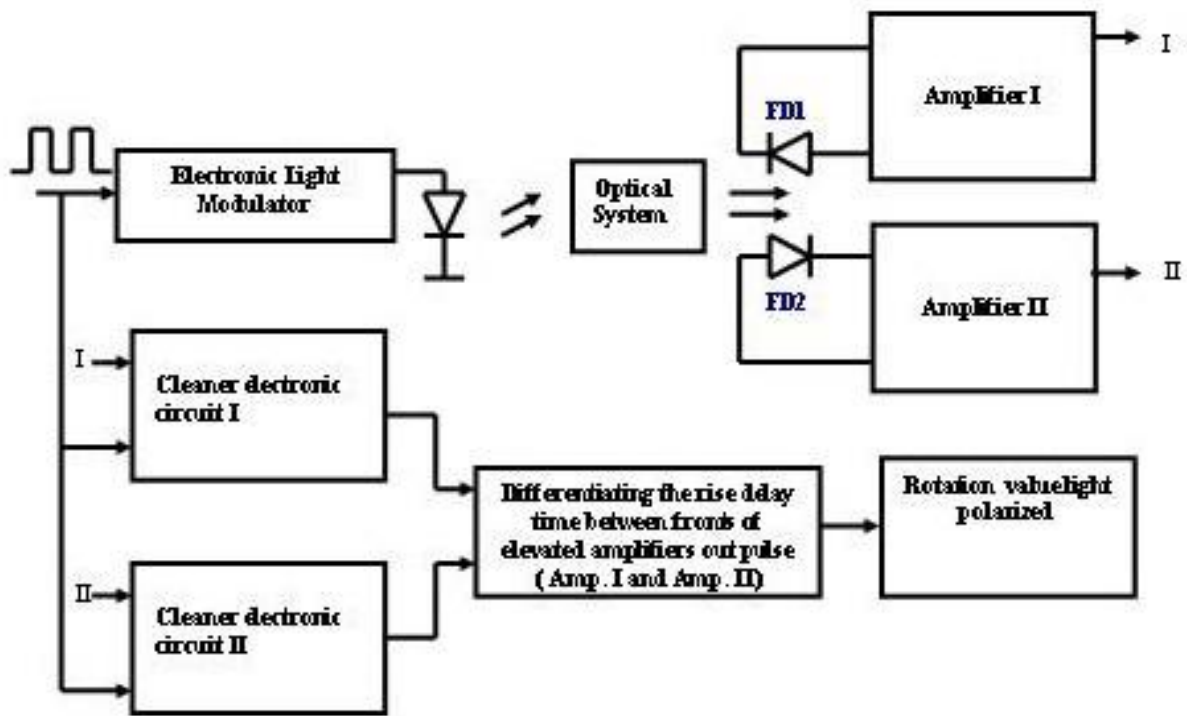 I
Amplifier I
FD1
Electronic Light
Modulator
Optical
System
II
Amplifier II
FD2
I
Cleaner electronic
circuit I
Differentiating the rise delay
time between fronts of
elevated amplifiers out pulse
( Amp. I and Amp. II)
Rotation value light
polarized
II
Cleaner electronic
circuit II